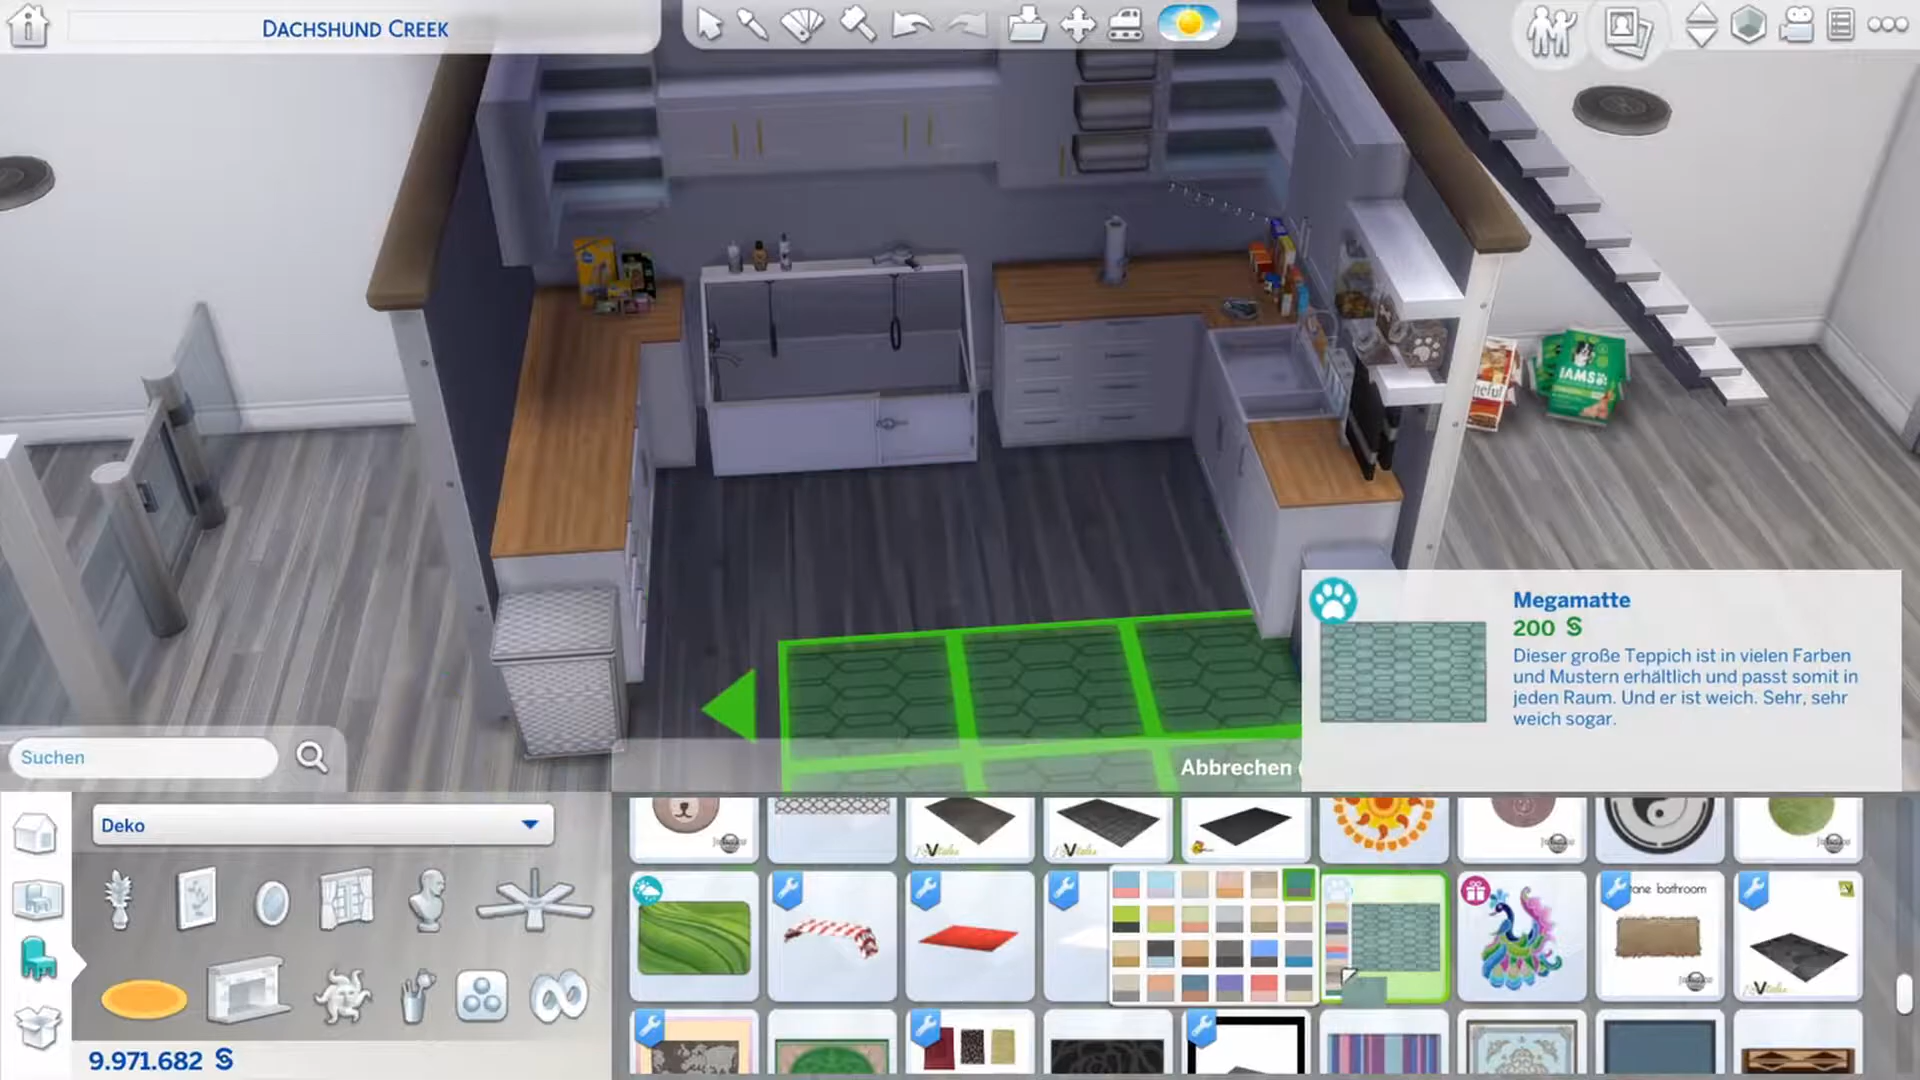 DACHSHUND CREEK
IAMS
Megamatte
200
Dieser große Teppich ist in vielen Farben
und Mustern erhältlich und passt somit in
jeden Raum. Und er ist weich. Sehr, sehr
weich sogar.
Suchen
Abbrechen (
Deko
9.971.682